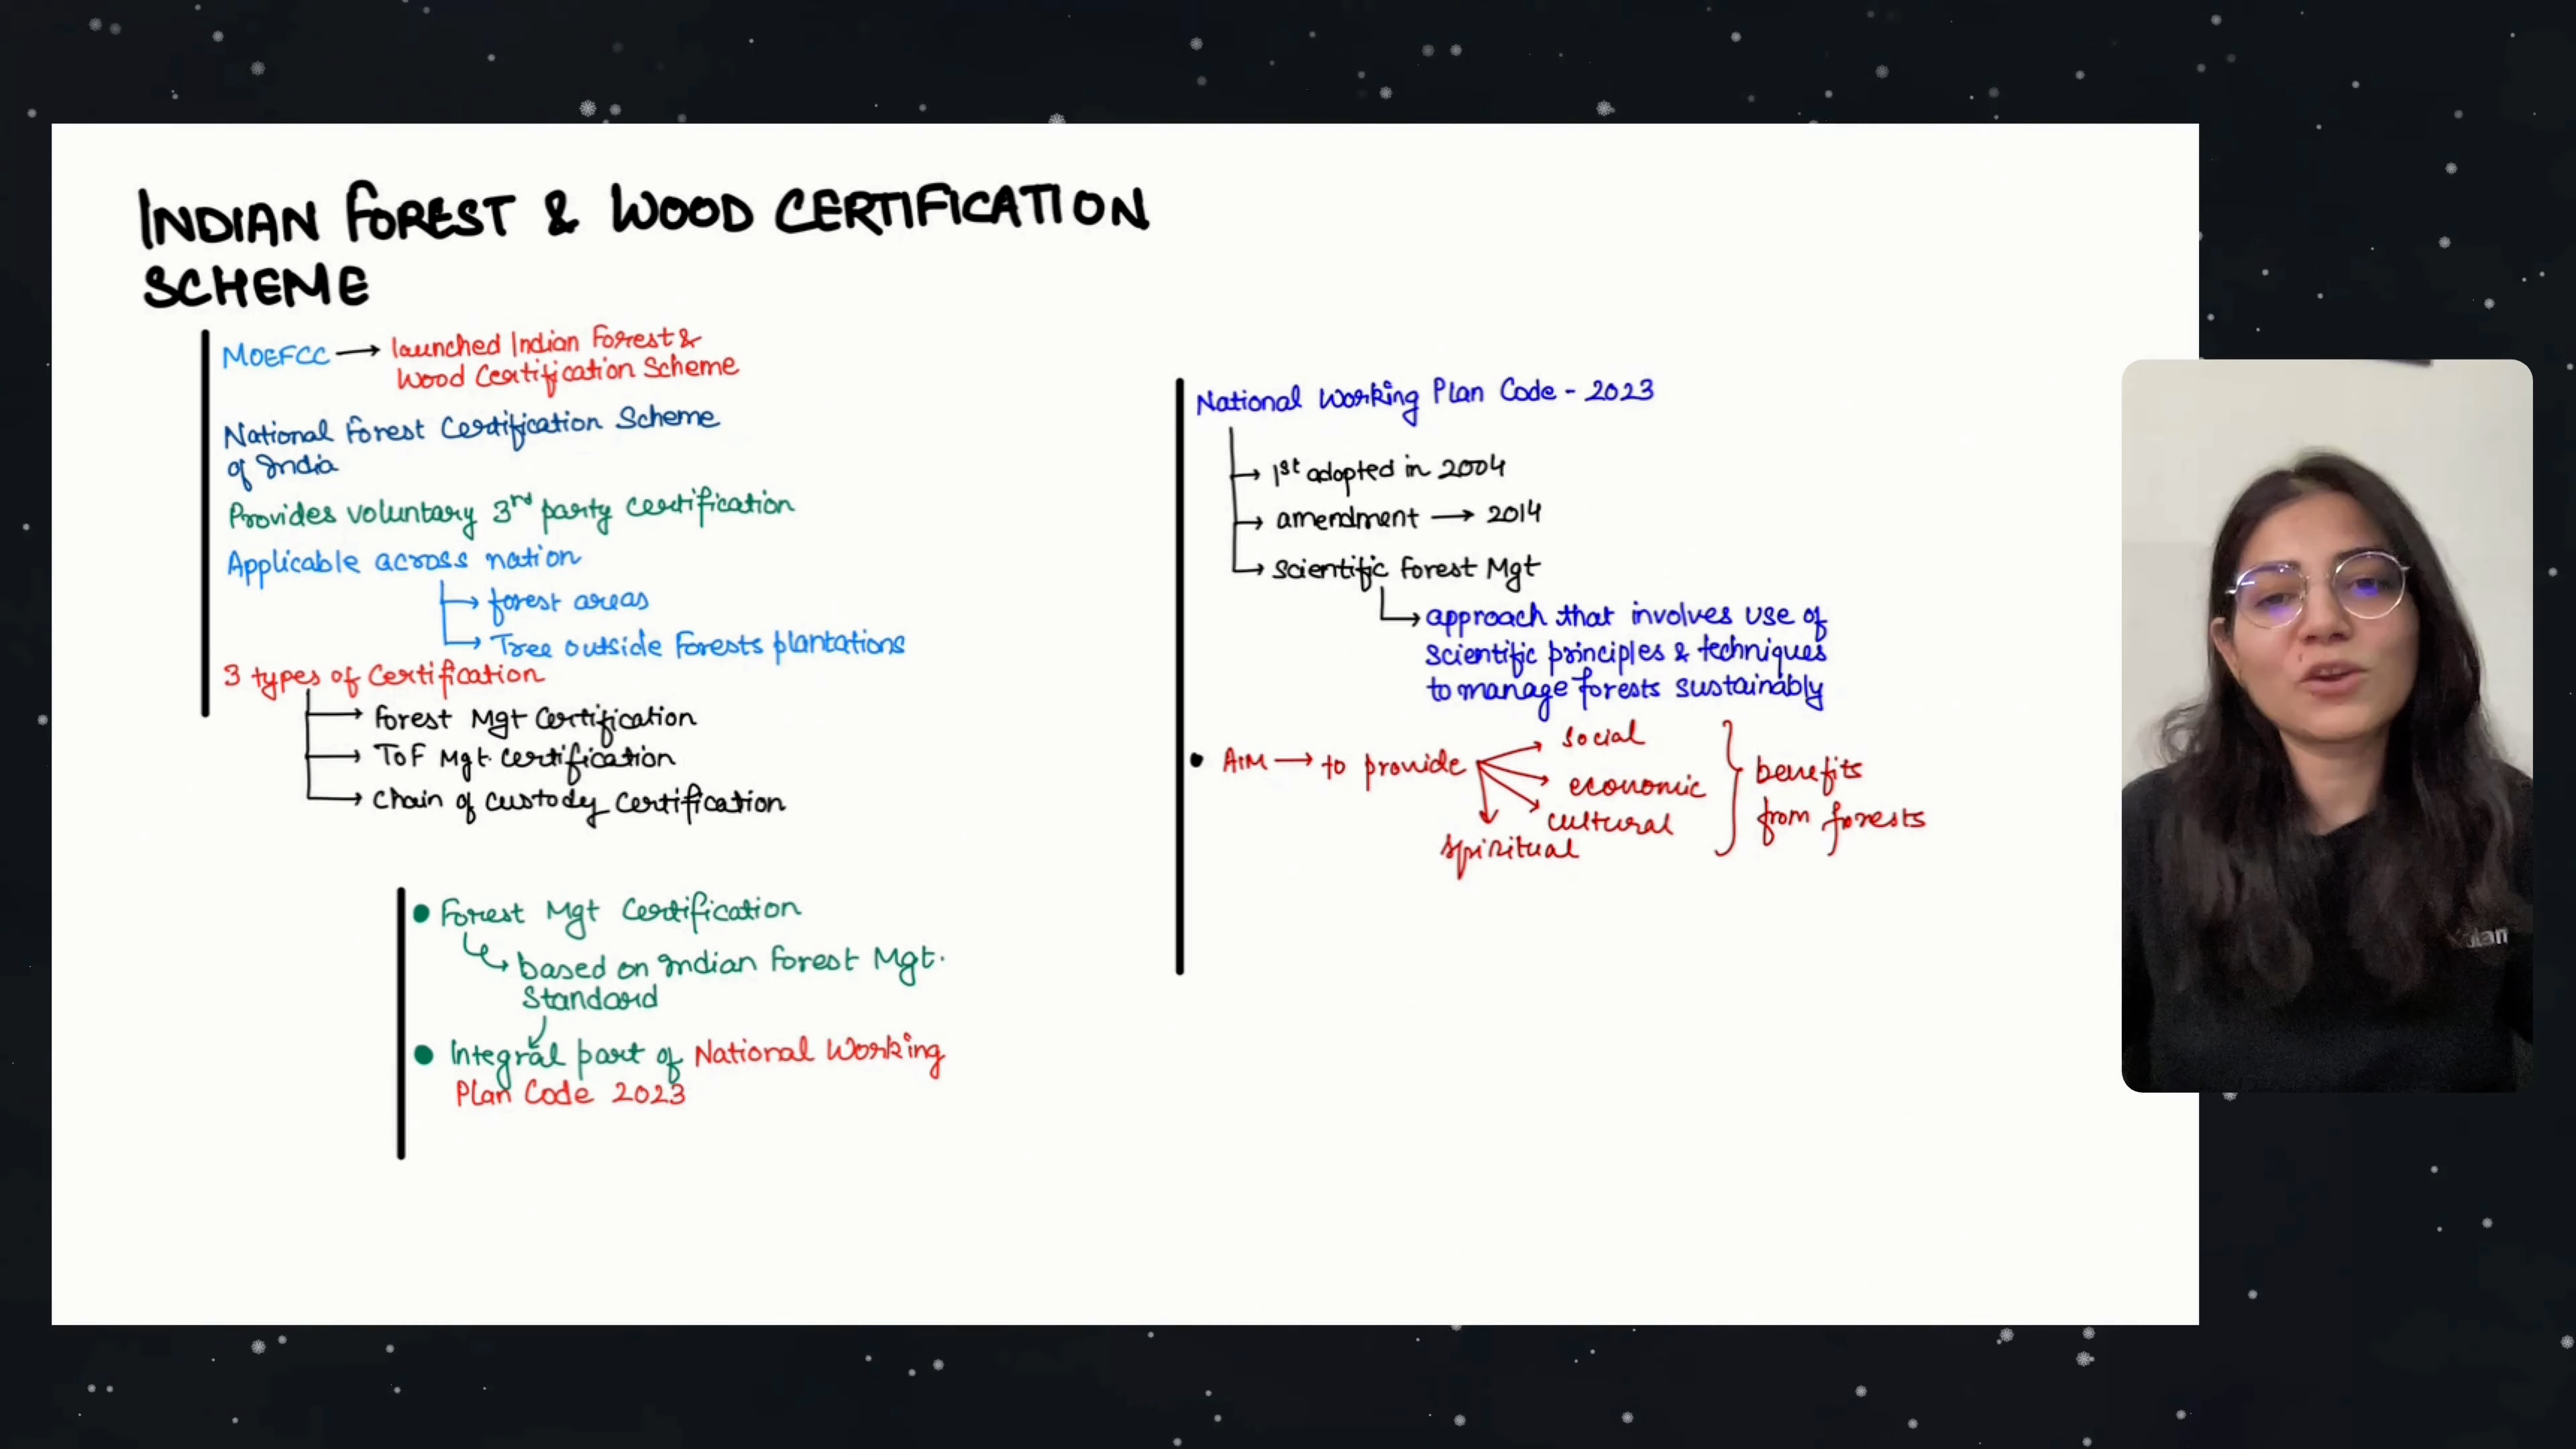 INDIAN FOREST & WOOD CERTIFICATION
SCHEME
MOEFCC → launched Indian Forest &
Wood Certification Scheme
National Forest Certification Scheme
of India
Provides voluntary 3rd party certification
Applicable across nation
→ forest areas
→ Tree outside Forests plantations
3 types of Certification
→ Forest Mgt Certification
→ ToF Mgt. Certification
→ Chain of custody Certification
• Forest Mgt Certification
→ based on Indian Forest Mgt.
Standard
• Integral part of National Working
Plan Code 2023
National Working Plan Code - 2023
→ 1st adopted in 2004
→ amendment → 2014
→ Scientific Forest Mgt
→ approach that involves use of
scientific principles & techniques
to manage forests sustainably
• AIM → to provide
social
economic
cultural
spiritual
benefits
from forests